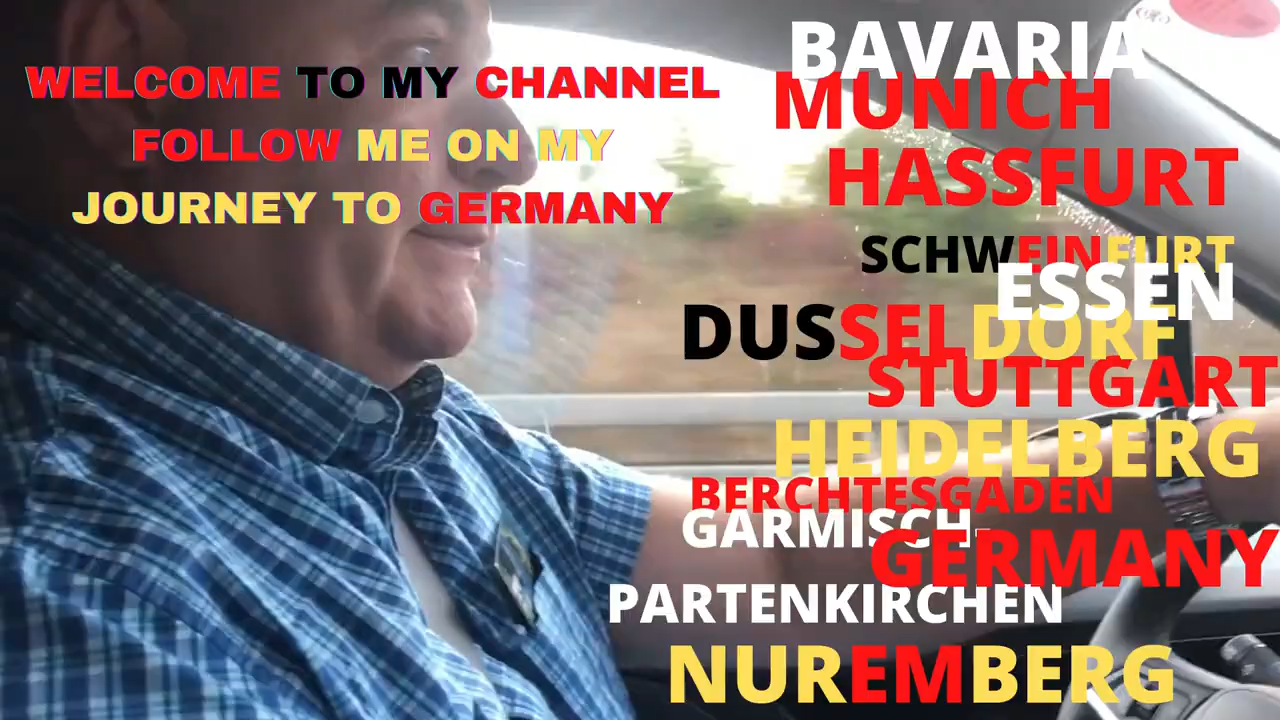 WELCOME TO MY CHANNEL
FOLLOW ME ON MY
JOURNEY TO GERMANY
BAVARIA
MUNICH
HASSFURT
SCHWEINFURT
ESSEN
DUSSELDORF
STUTTGART
HEIDELBERG
BERCHTESGADEN
GARMISCH-
GERMANY
PARTENKIRCHEN
NUREMBERG